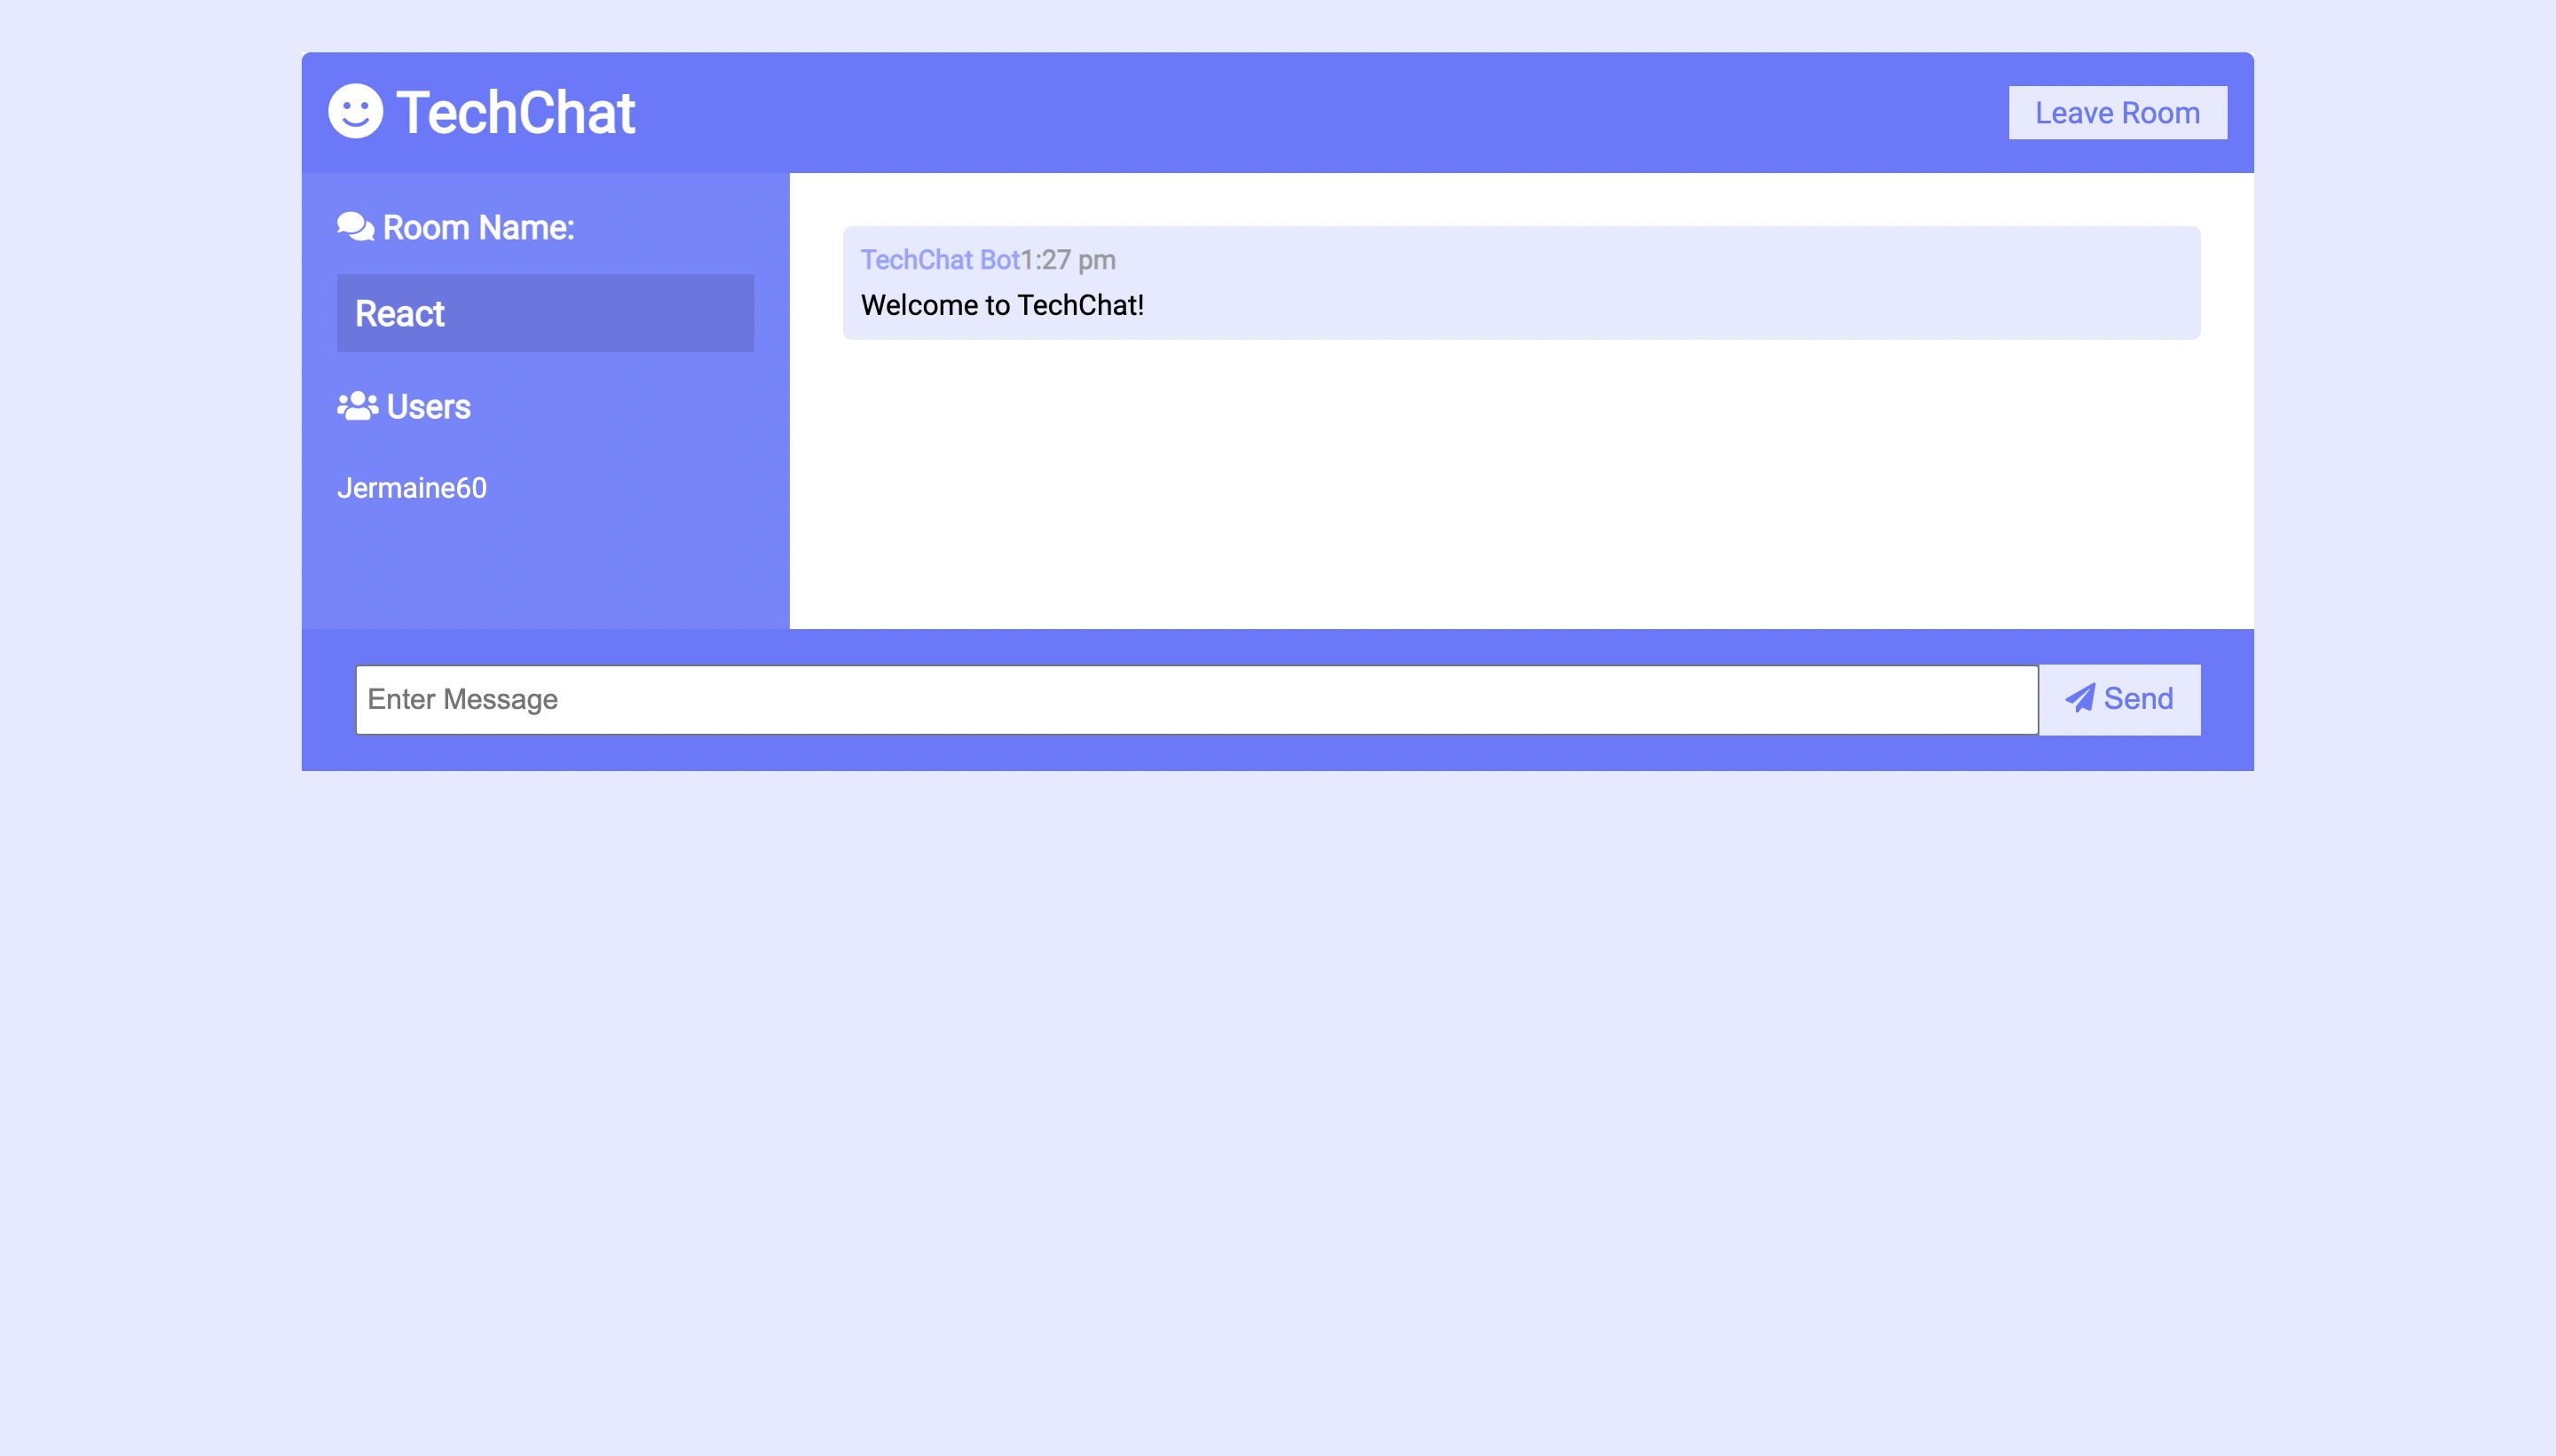 TechChat
Leave Room
Room Name:
React
Users
Jermaine60
TechChat Bot1:27 pm
Welcome to TechChat!
Enter Message
Send